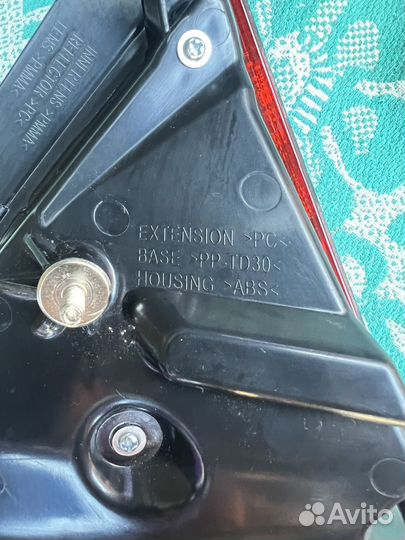 LENS >PMMA<
INNER LENS >PMMA<
REFLECTOR >PC<
EXTENSION >PC<
BASE >PP-TD30<
HOUSING >ABS<
Avito